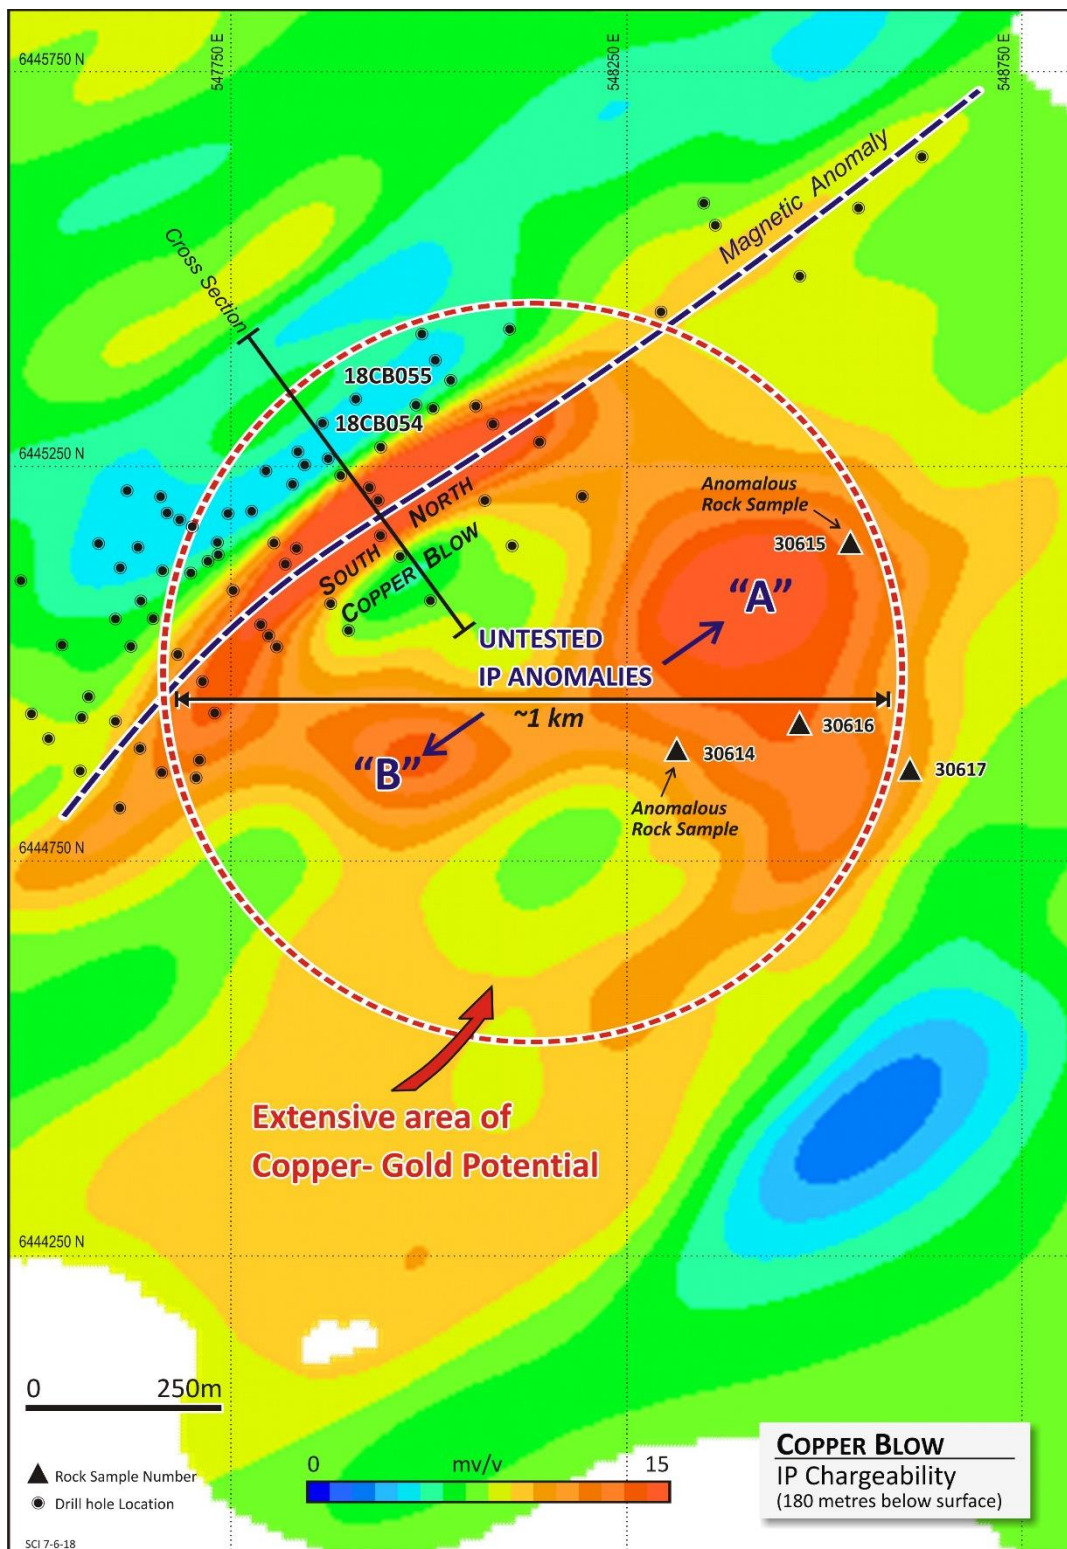 6445750 N
547750 E
548250 E
548750 E
Magnetic Anomaly
Cross Section
18CB055
18CB054
6445250 N
Anomalous
Rock Sample
30615
NORTH
SOUTH
COPPER BLOW
"A"
UNTESTED
IP ANOMALIES
~1 km
30616
"B"
30614
30617
Anomalous
Rock Sample
6444750 N
Extensive area of
Copper- Gold Potential
6444250 N
0 250m
Rock Sample Number
Drill hole Location
SCI 7-6-18
0 mv/v 15
COPPER BLOW
IP Chargeability
(180 metres below surface)